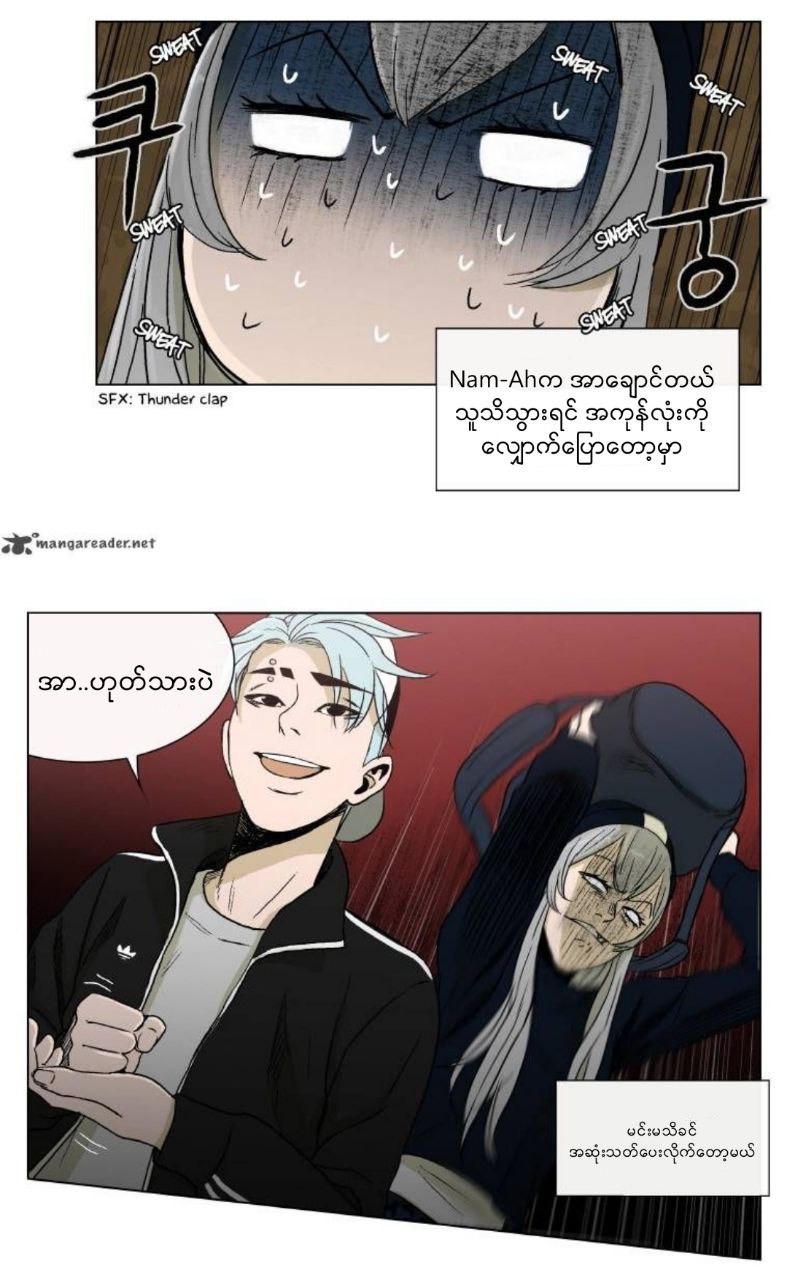 SWEAT
SWEAT
SWEAT
쿠
궁
SWEAT
SWEAT
SWEAT
SWEAT
SFX: Thunder clap
Nam-Ahက အာချောင်တယ်
သူသိသွားရင် အကုန်လုံးကို
လျှောက်ပြောတော့မှာ
mangareader.net
အာ..ဟုတ်သားပဲ
မင်းမသိခင်
အဆုံးသတ်ပေးလိုက်တော့မယ်